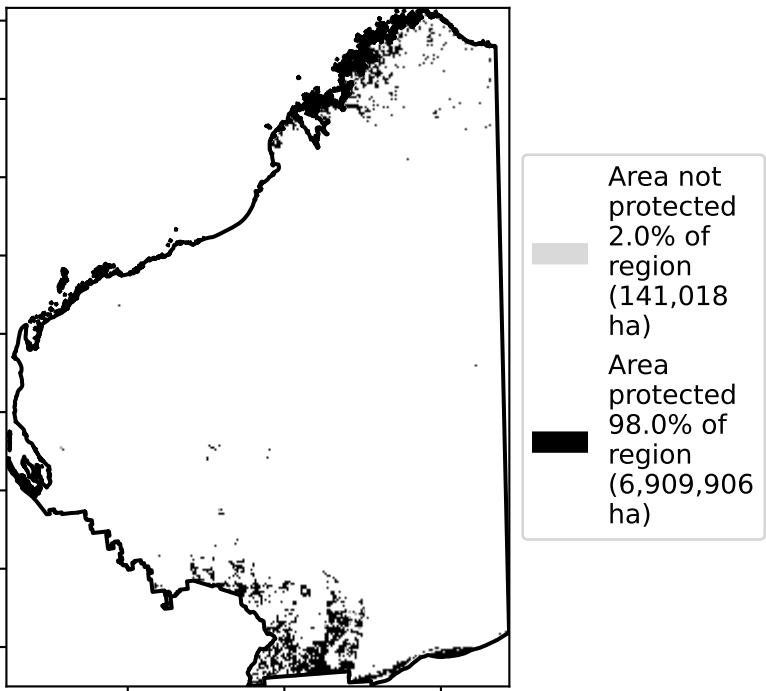 Area not
protected
2.0% of
region
(141,018
ha)
Area
protected
98.0% of
region
(6,909,906
ha)